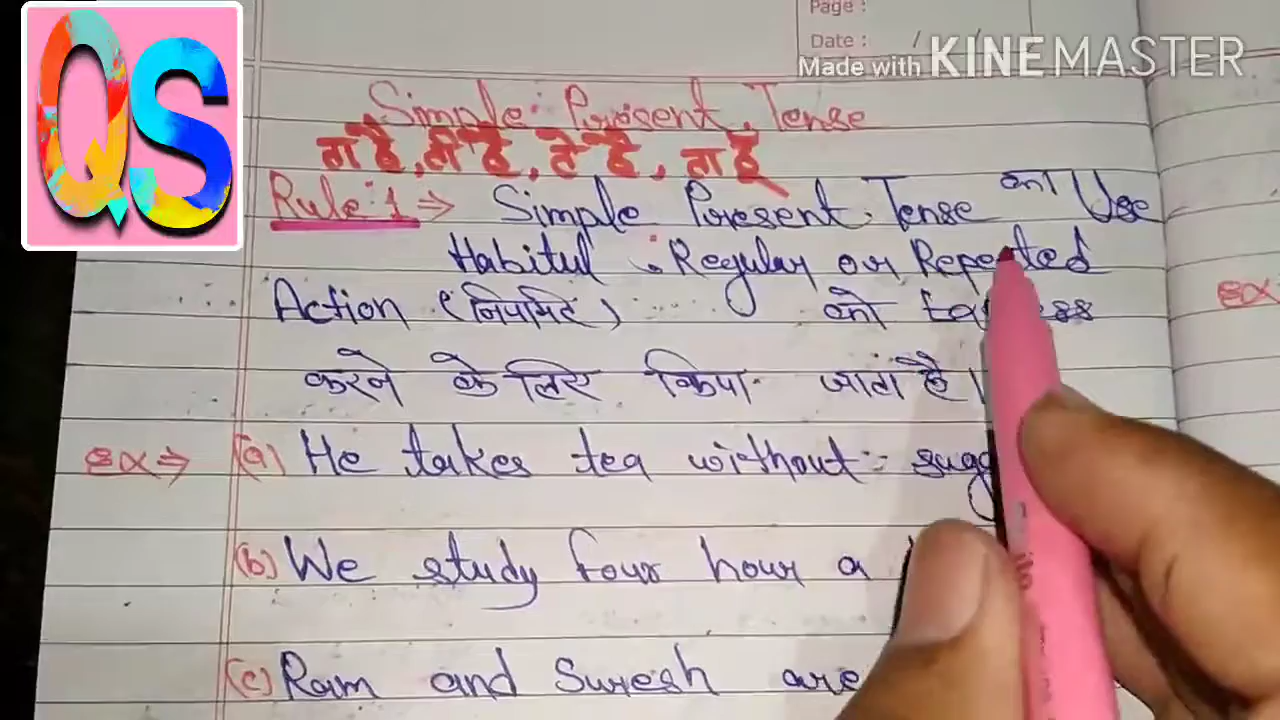 QS
Page :
Date : / /
Made with KINEMASTER
Simple Present Tense
ता है, ती है, ते है, ता हूँ
Rule:1 ⇒ Simple Present Tense का Use
Habitul , Regular or Repeated
Action (नियमित) को
करने के लिए किया जाता है।
ex ⇒ (a) He takes tea without
(b) We study four hour a
(c) Ram and Suresh are
ex